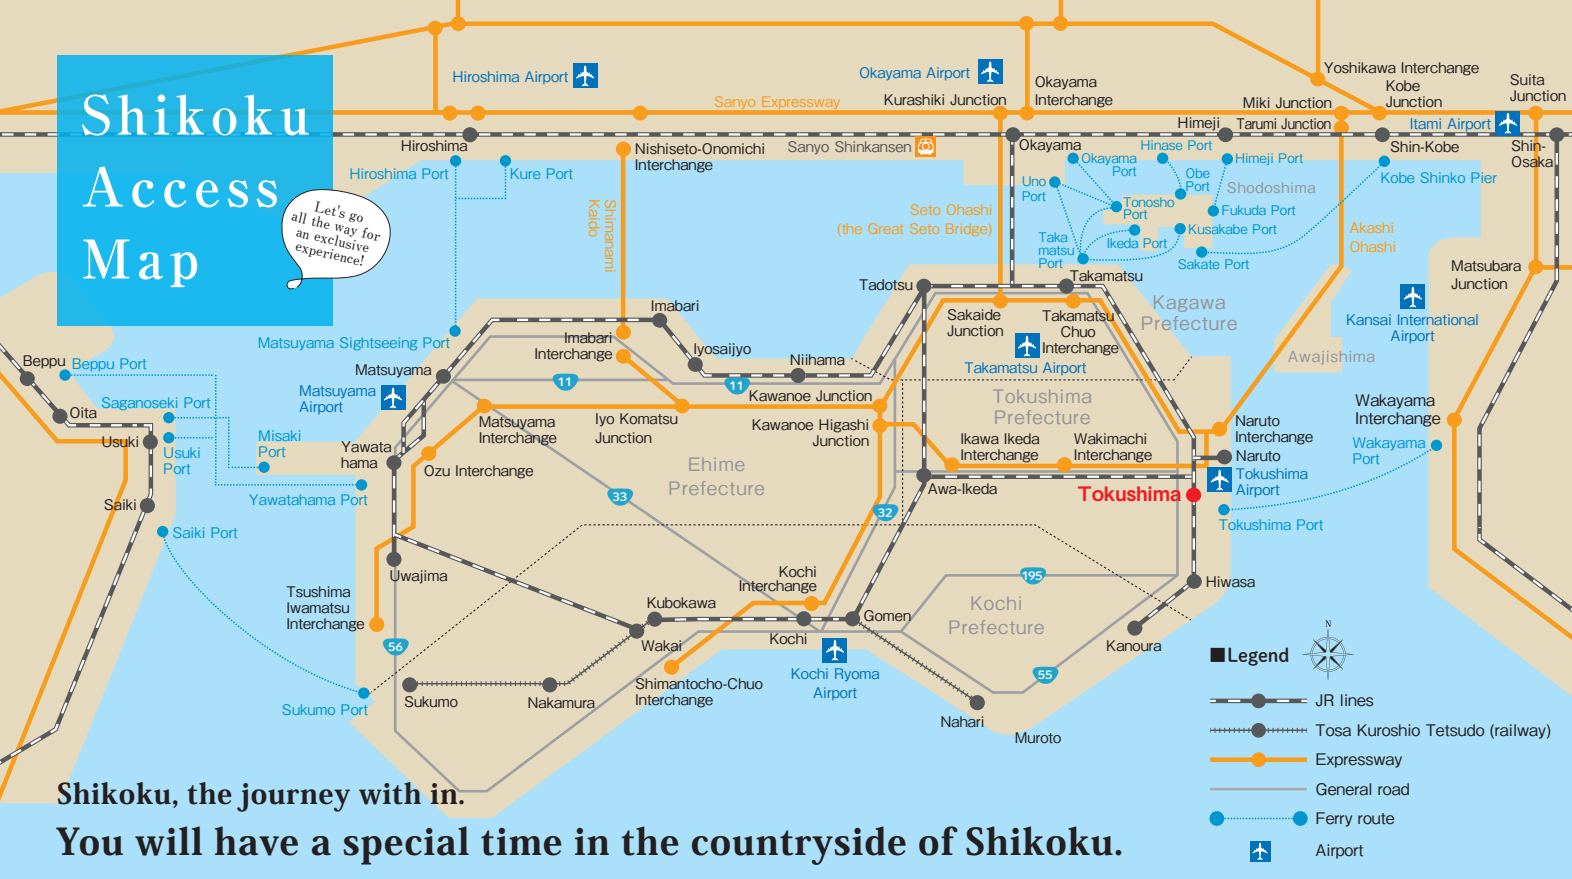 Shikoku
Access
Map
Let's go
all the way for
an exclusive
experience!
Hiroshima Airport
Okayama Airport
Okayama
Interchange
Yoshikawa Interchange
Kobe
Junction
Suita
Junction
Sanyo Expressway
Kurashiki Junction
Miki Junction
Itami Airport
Himeji
Tarumi Junction
Hiroshima
Nishiseto-Onomichi
Interchange
Sanyo Shinkansen
Okayama
Shin-Kobe
Shin-
Osaka
Hiroshima Port
Kure Port
Okayama
Port
Hinase Port
Himeji Port
Kobe Shinko Pier
Uno
Port
Obe
Port
Shodoshima
Shimanami
Kaido
Seto Ohashi
(the Great Seto Bridge)
Tonosho
Port
Fukuda Port
Taka
matsu
Port
Ikeda Port
Kusakabe Port
Sakate Port
Akashi
Ohashi
Matsubara
Junction
Tadotsu
Takamatsu
Kagawa
Prefecture
Kansai International
Airport
Imabari
Imabari
Interchange
Sakaide
Junction
Takamatsu
Chuo
Interchange
Matsuyama Sightseeing Port
Iyosaijyo
Niihama
Takamatsu Airport
Awajishima
Beppu
Beppu Port
Matsuyama
11
11
Kawanoe Junction
Tokushima
Prefecture
Matsuyama
Airport
Saganoseki Port
Oita
Matsuyama
Interchange
Iyo Komatsu
Junction
Kawanoe Higashi
Junction
Wakayama
Interchange
Naruto
Interchange
Usuki
Usuki
Port
Misaki
Port
Yawata
hama
Ozu Interchange
Ikawa Ikeda
Interchange
Wakimachi
Interchange
Naruto
Wakayama
Port
Ehime
Prefecture
Tokushima
Airport
Yawatahama Port
33
Awa-Ikeda
Tokushima
Saiki
32
Tokushima Port
Saiki Port
Uwajima
Kochi
Interchange
195
Hiwasa
Tsushima
Iwamatsu
Interchange
Kubokawa
Gomen
Kochi
Prefecture
56
Wakai
Kochi
Kanoura
Kochi Ryoma
Airport
55
Shimantocho-Chuo
Interchange
Sukumo
Nakamura
Sukumo Port
Nahari
Muroto
N
Legend
JR lines
Tosa Kuroshio Tetsudo (railway)
Expressway
General road
Ferry route
Airport
Shikoku, the journey with in.
You will have a special time in the countryside of Shikoku.